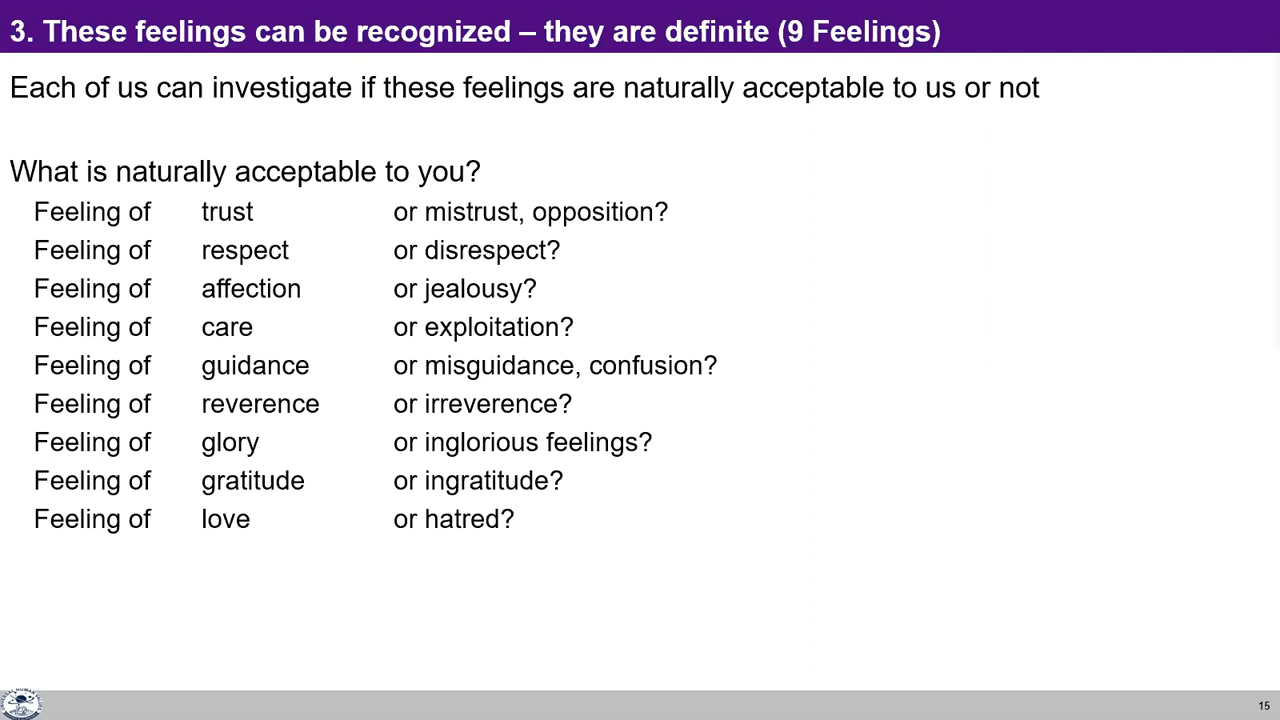 3. These feelings can be recognized – they are definite (9 Feelings)
Each of us can investigate if these feelings are naturally acceptable to us or not
What is naturally acceptable to you?
Feeling of trust or mistrust, opposition?
Feeling of respect or disrespect?
Feeling of affection or jealousy?
Feeling of care or exploitation?
Feeling of guidance or misguidance, confusion?
Feeling of reverence or irreverence?
Feeling of glory or inglorious feelings?
Feeling of gratitude or ingratitude?
Feeling of love or hatred?
15